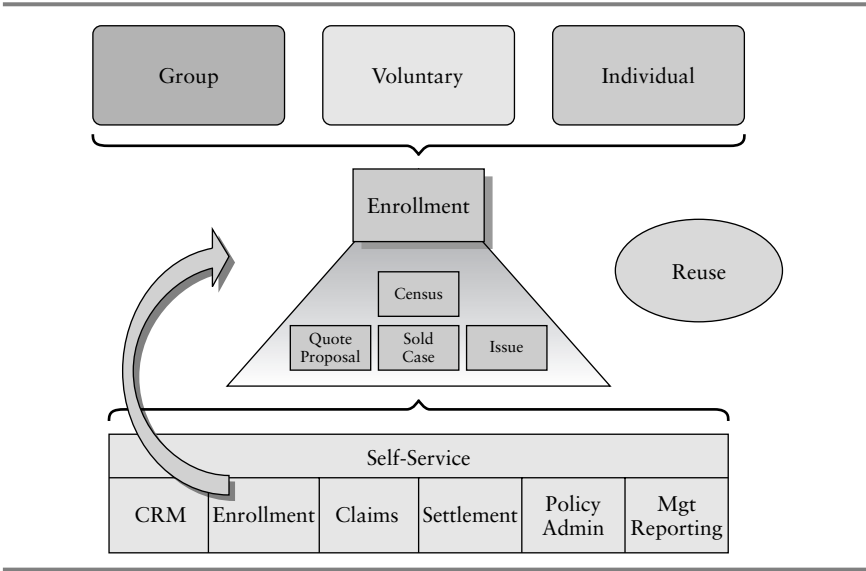 Group
Voluntary
Individual
Enrollment
Reuse
Census
Quote
Proposal
Sold
Case
Issue
Self-Service
CRM
Enrollment
Claims
Settlement
Policy
Admin
Mgt
Reporting